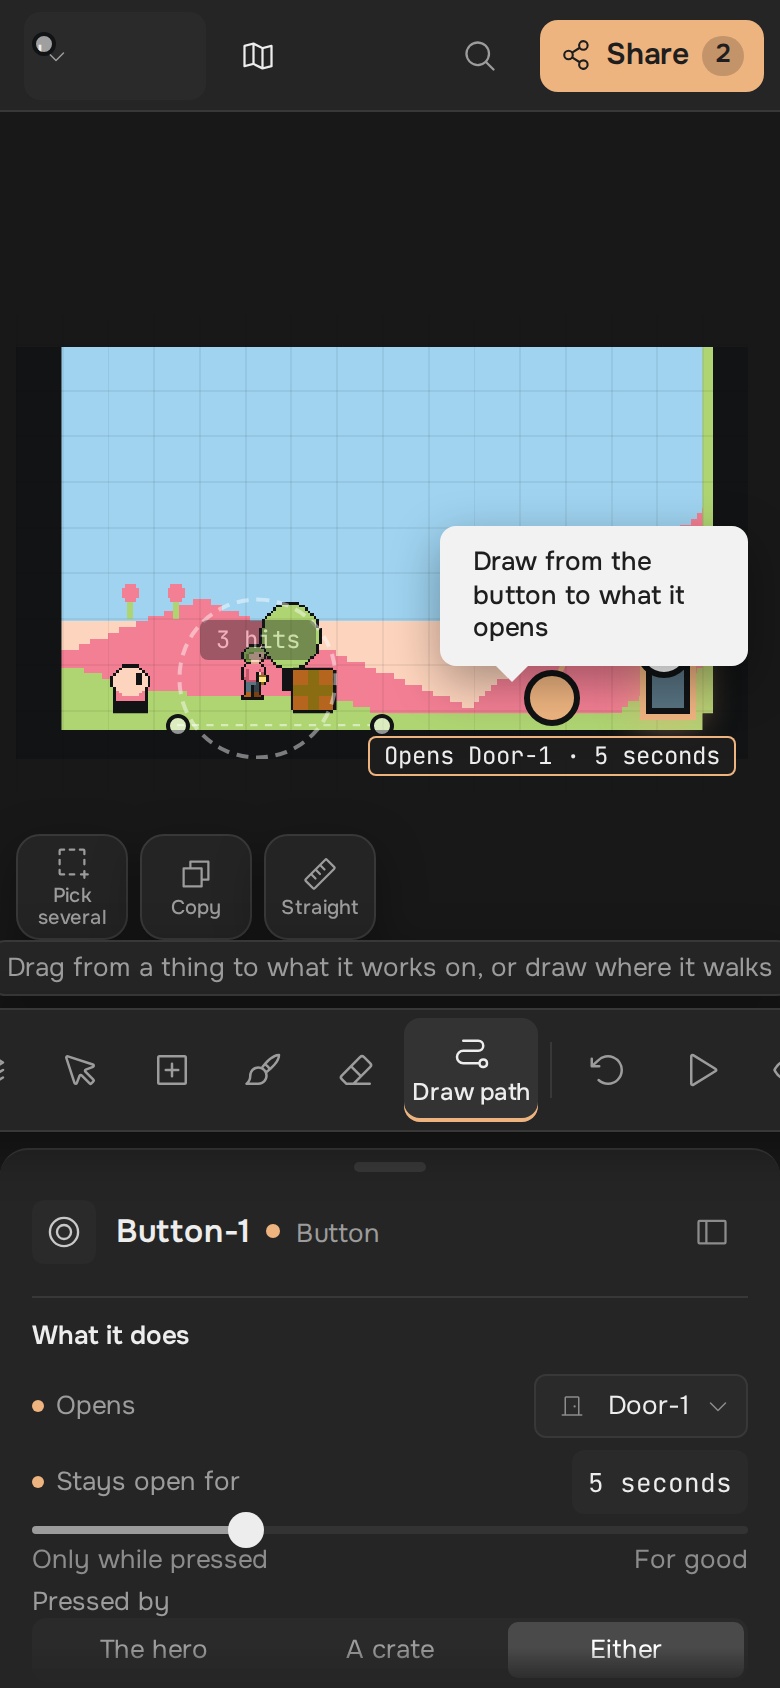 Share 2
Draw from the
button to what it
opens
3 hits
Opens Door-1 · 5 seconds
Pick
several
Copy
Straight
Drag from a thing to what it works on, or draw where it walks
Draw path
Button-1 Button
What it does
Opens
Door-1
Stays open for
5 seconds
Only while pressed
For good
Pressed by
The hero
A crate
Either